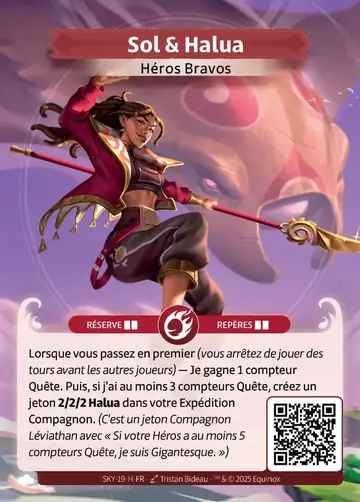 Sol & Halua
Héros Bravos
RÉSERVE
REPÈRES
Lorsque vous passez en premier (vous arrêtez de jouer des
tours avant les autres joueurs) — Je gagne 1 compteur
Quête. Puis, si j'ai au moins 3 compteurs Quête, créez un
jeton 2/2/2 Halua dans votre Expédition
Compagnon. (C'est un jeton Compagnon
Léviathan avec « Si votre Héros a au moins 5
compteurs Quête, je suis Gigantesque. »)
SKY-19-H-FR - Tristan Bideau - ™ & © 2025 Equinox